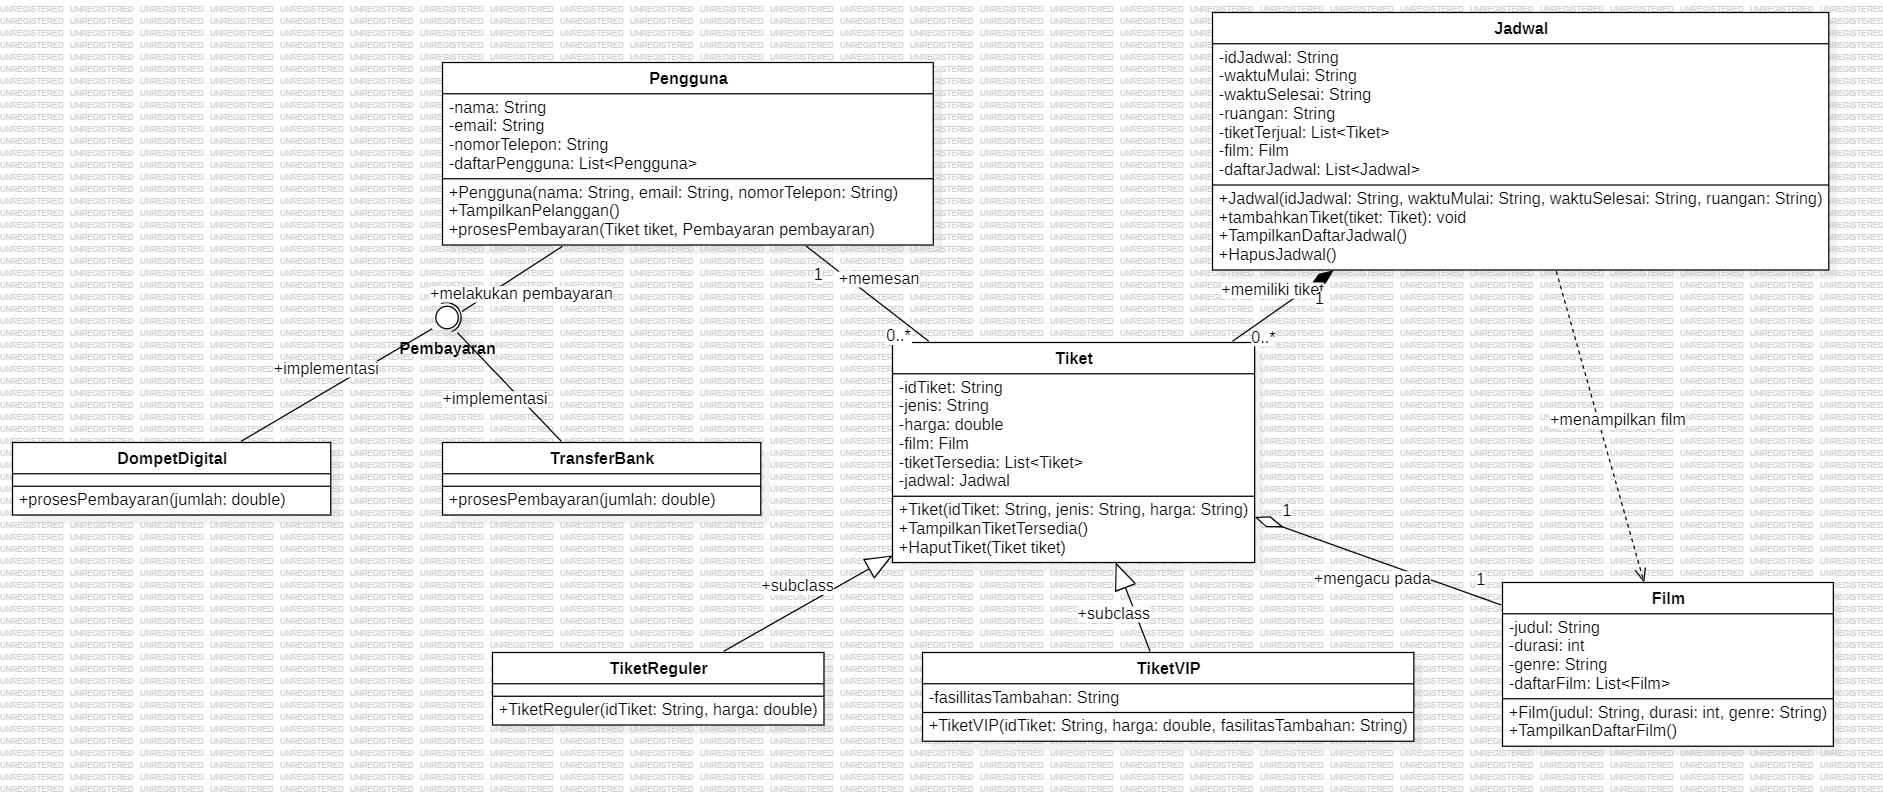 Pengguna
-nama: String
-email: String
-nomorTelepon: String
-daftarPengguna: List<Pengguna>
+Pengguna(nama: String, email: String, nomorTelepon: String)
+TampilkanPelanggan()
+prosesPembayaran(Tiket tiket, Pembayaran pembayaran)
Jadwal
-idJadwal: String
-waktuMulai: String
-waktuSelesai: String
-ruangan: String
-tiketTerjual: List<Tiket>
-film: Film
-daftarJadwal: List<Jadwal>
+Jadwal(idJadwal: String, waktuMulai: String, waktuSelesai: String, ruangan: String)
+tambahkanTiket(tiket: Tiket): void
+TampilkanDaftarJadwal()
+HapusJadwal()
+melakukan pembayaran
1
+memesan
0..*
+memiliki tiket
1
0..*
Pembayaran
+implementasi
+implementasi
+menampilkan film
DompetDigital
+prosesPembayaran(jumlah: double)
TransferBank
+prosesPembayaran(jumlah: double)
Tiket
-idTiket: String
-jenis: String
-harga: double
-film: Film
-tiketTersedia: List<Tiket>
-jadwal: Jadwal
+Tiket(idTiket: String, jenis: String, harga: String)
+TampilkanTiketTersedia()
+HaputTiket(Tiket tiket)
1
+mengacu pada
1
+subclass
+subclass
TiketReguler
+TiketReguler(idTiket: String, harga: double)
TiketVIP
-fasillitasTambahan: String
+TiketVIP(idTiket: String, harga: double, fasilitasTambahan: String)
Film
-judul: String
-durasi: int
-genre: String
-daftarFilm: List<Film>
+Film(judul: String, durasi: int, genre: String)
+TampilkanDaftarFilm()
UNREGISTERED